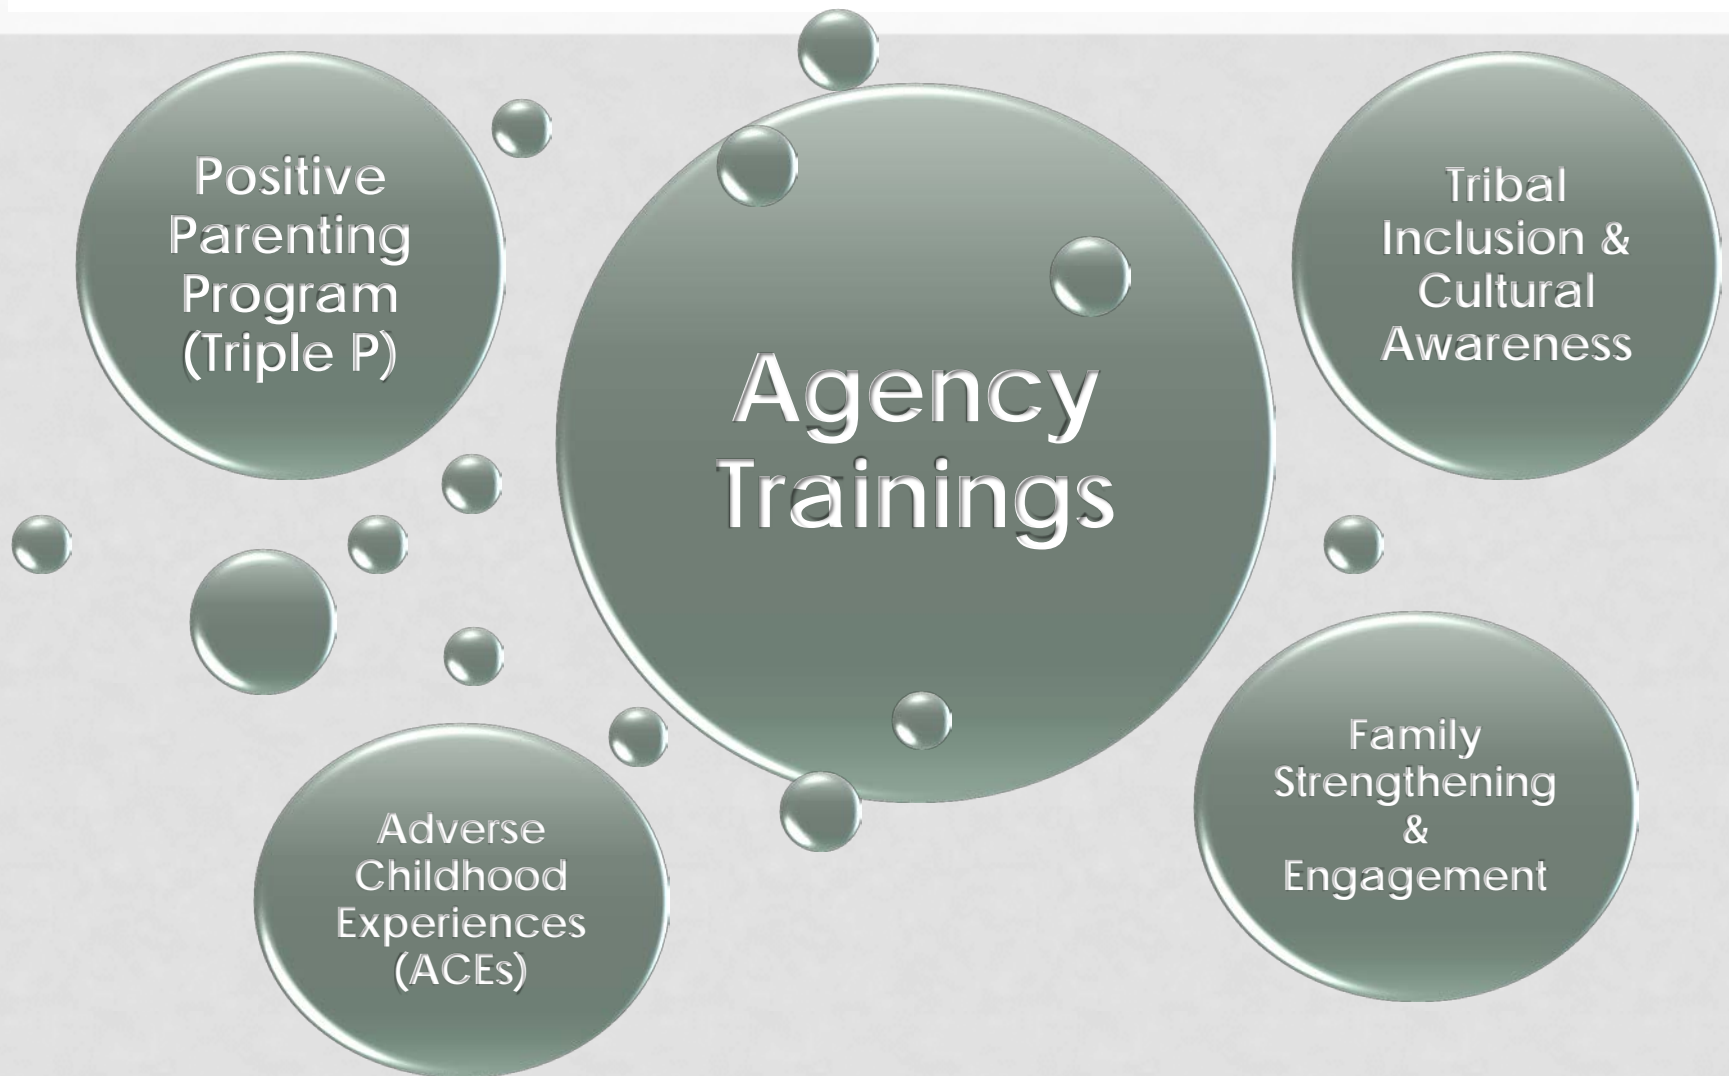 Positive
Parenting
Program
(Triple P)
Agency
Trainings
Tribal
Inclusion &
Cultural
Awareness
Adverse
Childhood
Experiences
(ACEs)
Family
Strengthening
&
Engagement